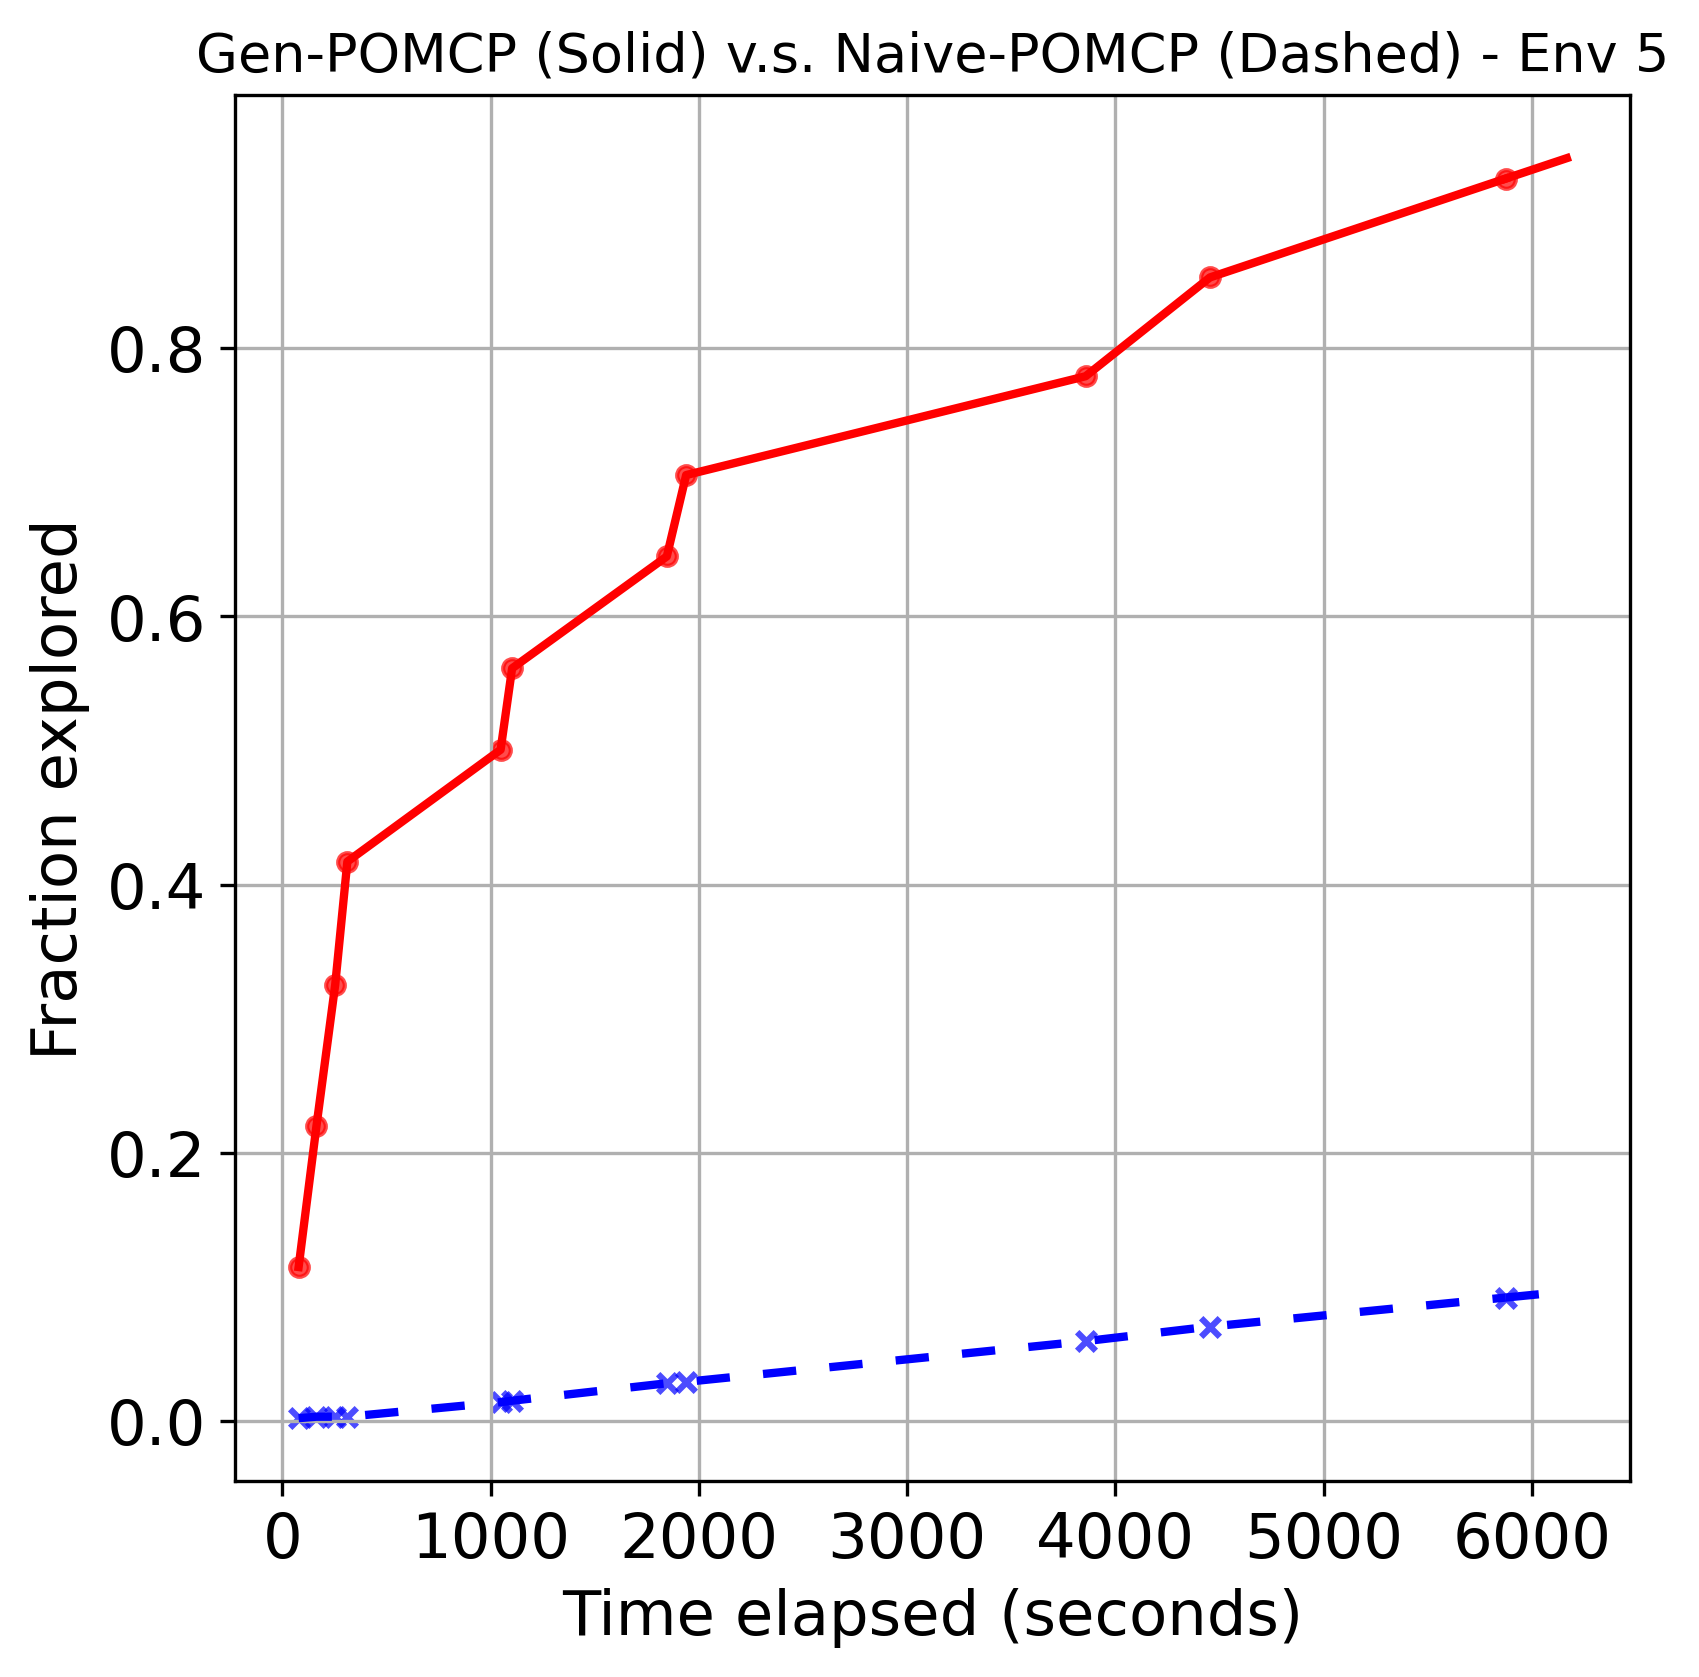 Gen-POMCP (Solid) v.s. Naive-POMCP (Dashed) - Env 5
Fraction explored
0.8
0.6
0.4
0.2
0.0
0 1000 2000 3000 4000 5000 6000
Time elapsed (seconds)